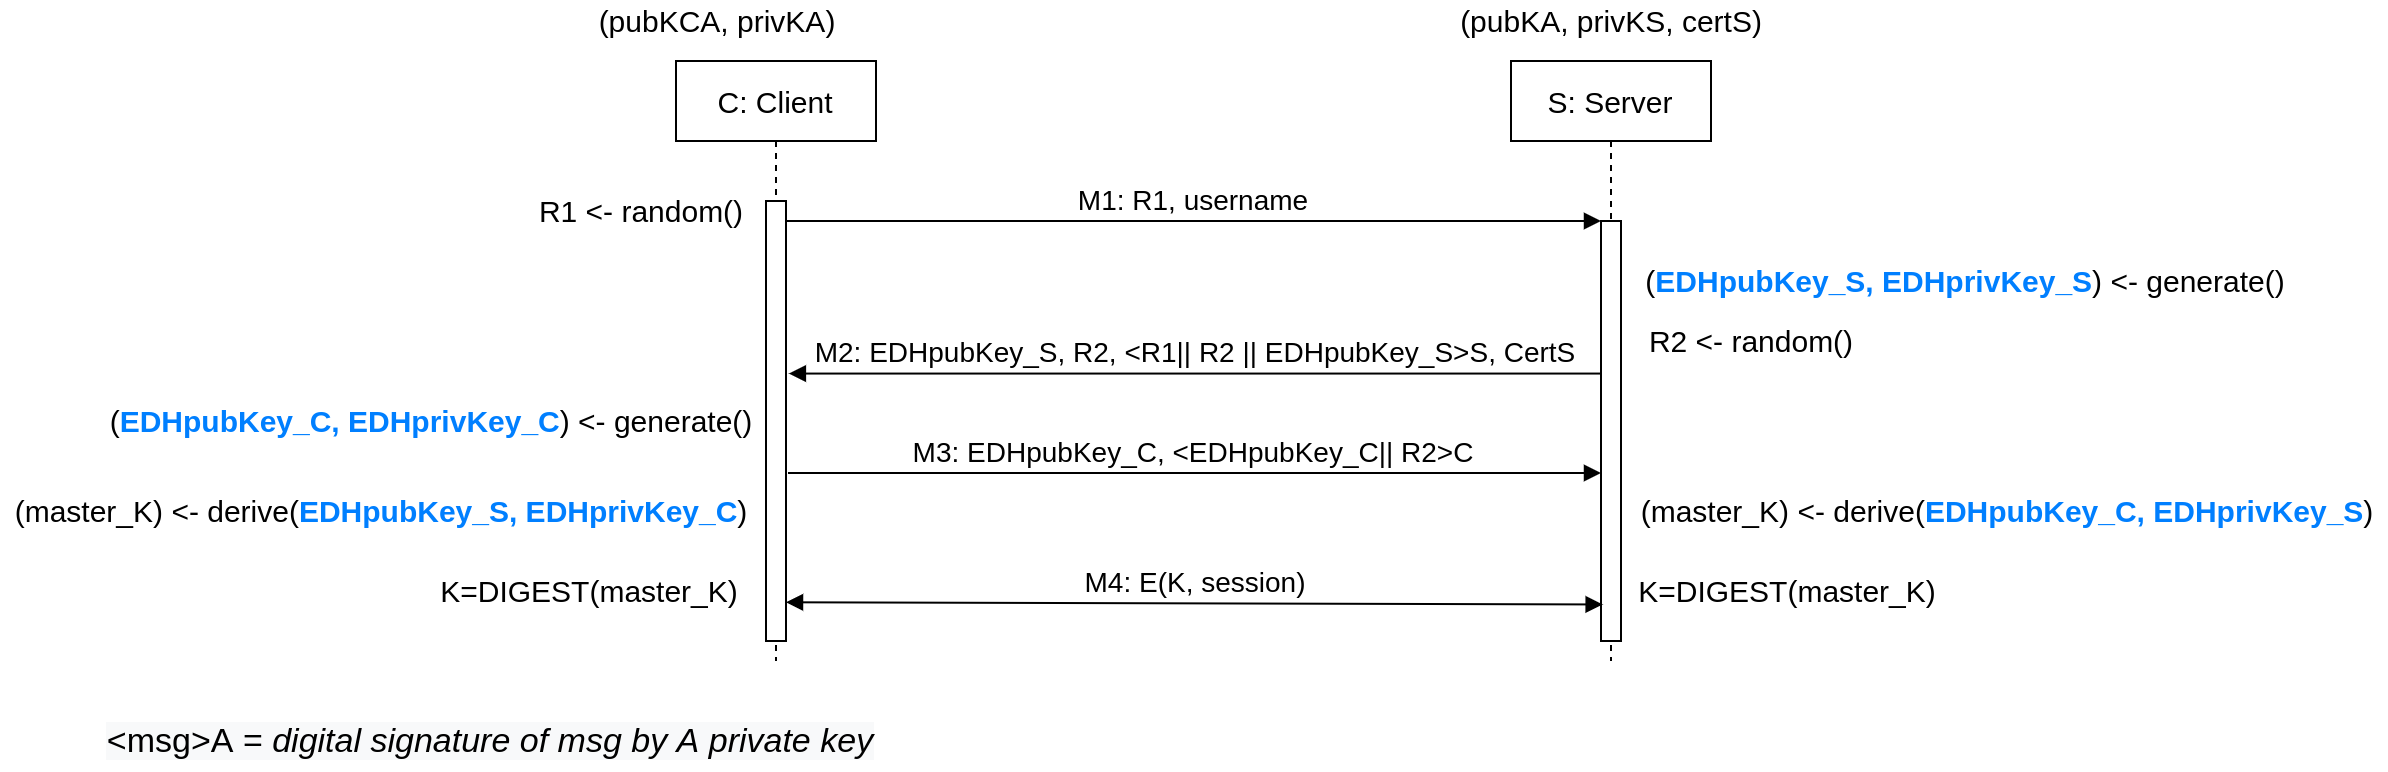 (pubKCA, privKA)
(pubKA, privKS, certS)
C: Client
S: Server
R1 <- random()
M1: R1, username
(EDHpubKey_S, EDHprivKey_S) <- generate()
R2 <- random()
M2: EDHpubKey_S, R2, <R1|| R2 || EDHpubKey_S>S, CertS
(EDHpubKey_C, EDHprivKey_C) <- generate()
M3: EDHpubKey_C, <EDHpubKey_C|| R2>C
(master_K) <- derive(EDHpubKey_S, EDHprivKey_C)
(master_K) <- derive(EDHpubKey_C, EDHprivKey_S)
K=DIGEST(master_K)
M4: E(K, session)
K=DIGEST(master_K)
<msg>A = digital signature of msg by A private key